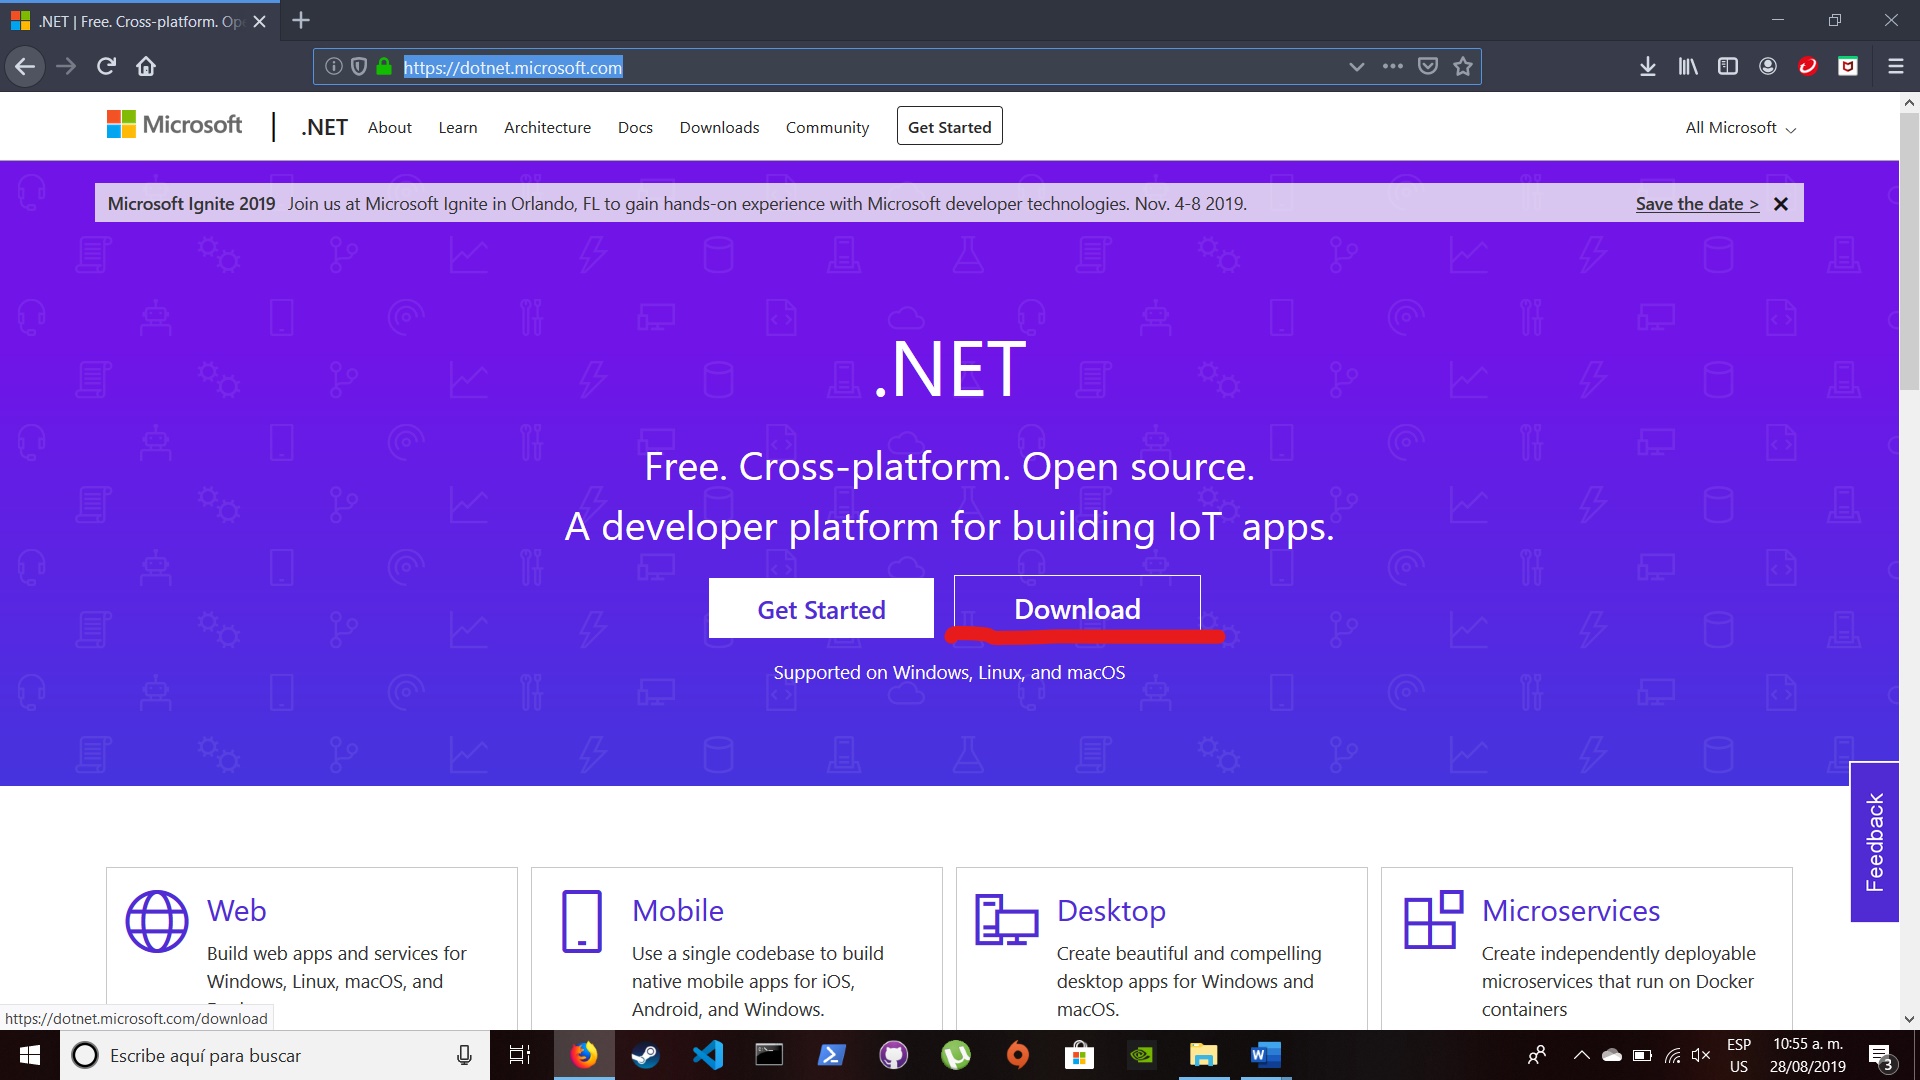 .NET | Free. Cross-platform. Op
https://dotnet.microsoft.com
Microsoft
.NET
About
Learn
Architecture
Docs
Downloads
Community
Get Started
All Microsoft
Microsoft Ignite 2019 Join us at Microsoft Ignite in Orlando, FL to gain hands-on experience with Microsoft developer technologies. Nov. 4-8 2019.
Save the date >
.NET
Free. Cross-platform. Open source.
A developer platform for building IoT apps.
Get Started
Download
Supported on Windows, Linux, and macOS
Feedback
Web
Build web apps and services for
Windows, Linux, macOS, and
Mobile
Use a single codebase to build
native mobile apps for iOS,
Android, and Windows.
Desktop
Create beautiful and compelling
desktop apps for Windows and
macOS.
Microservices
Create independently deployable
microservices that run on Docker
containers
https://dotnet.microsoft.com/download
Escribe aquí para buscar
ESP
US
10:55 a. m.
28/08/2019
3